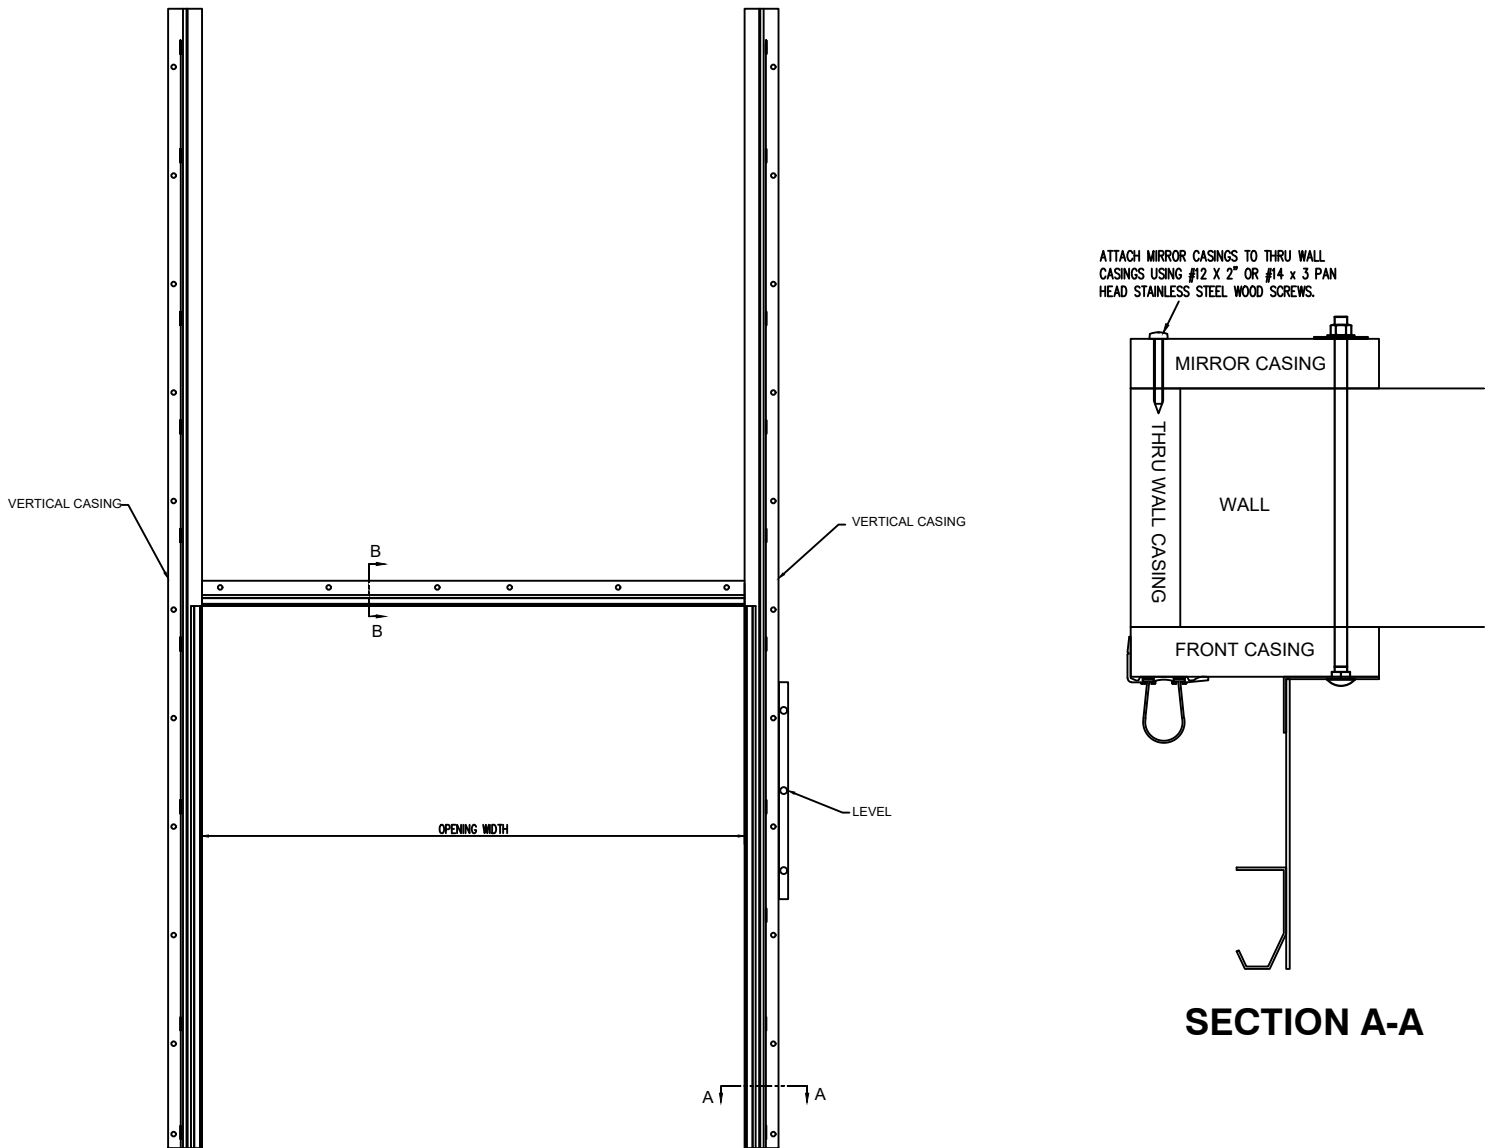 ATTACH MIRROR CASINGS TO THRU WALL
CASINGS USING #12 X 2" OR #14 x 3 PAN
HEAD STAINLESS STEEL WOOD SCREWS.
MIRROR CASING
THRU WALL CASING
WALL
FRONT CASING
VERTICAL CASING
VERTICAL CASING
B
B
LEVEL
OPENING WIDTH
A
A
SECTION A-A